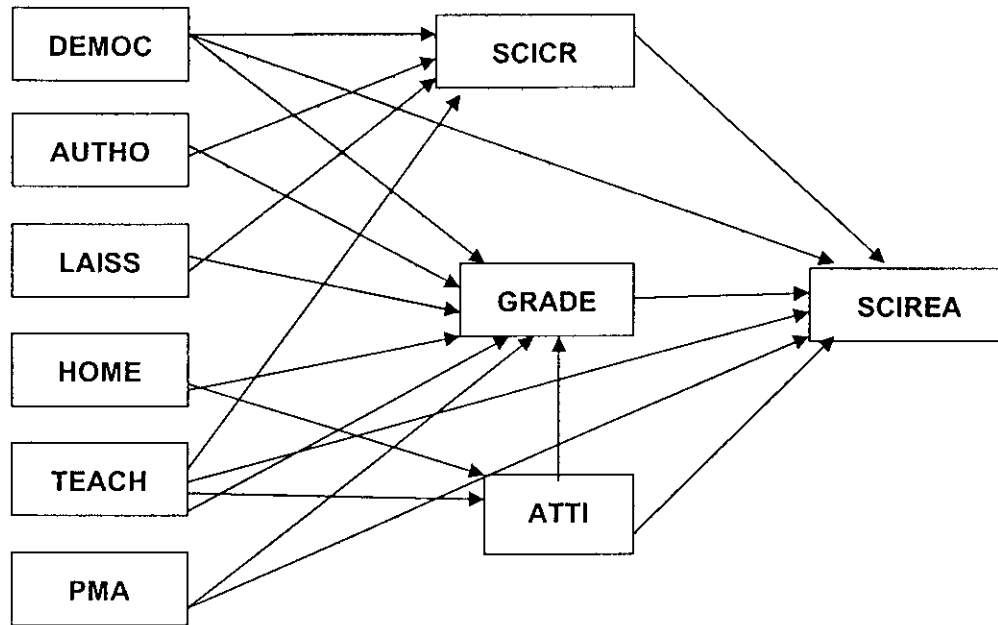 DEMOC
SCICR
AUTHO
LAISS
GRADE
SCIREA
HOME
TEACH
ATTI
PMA